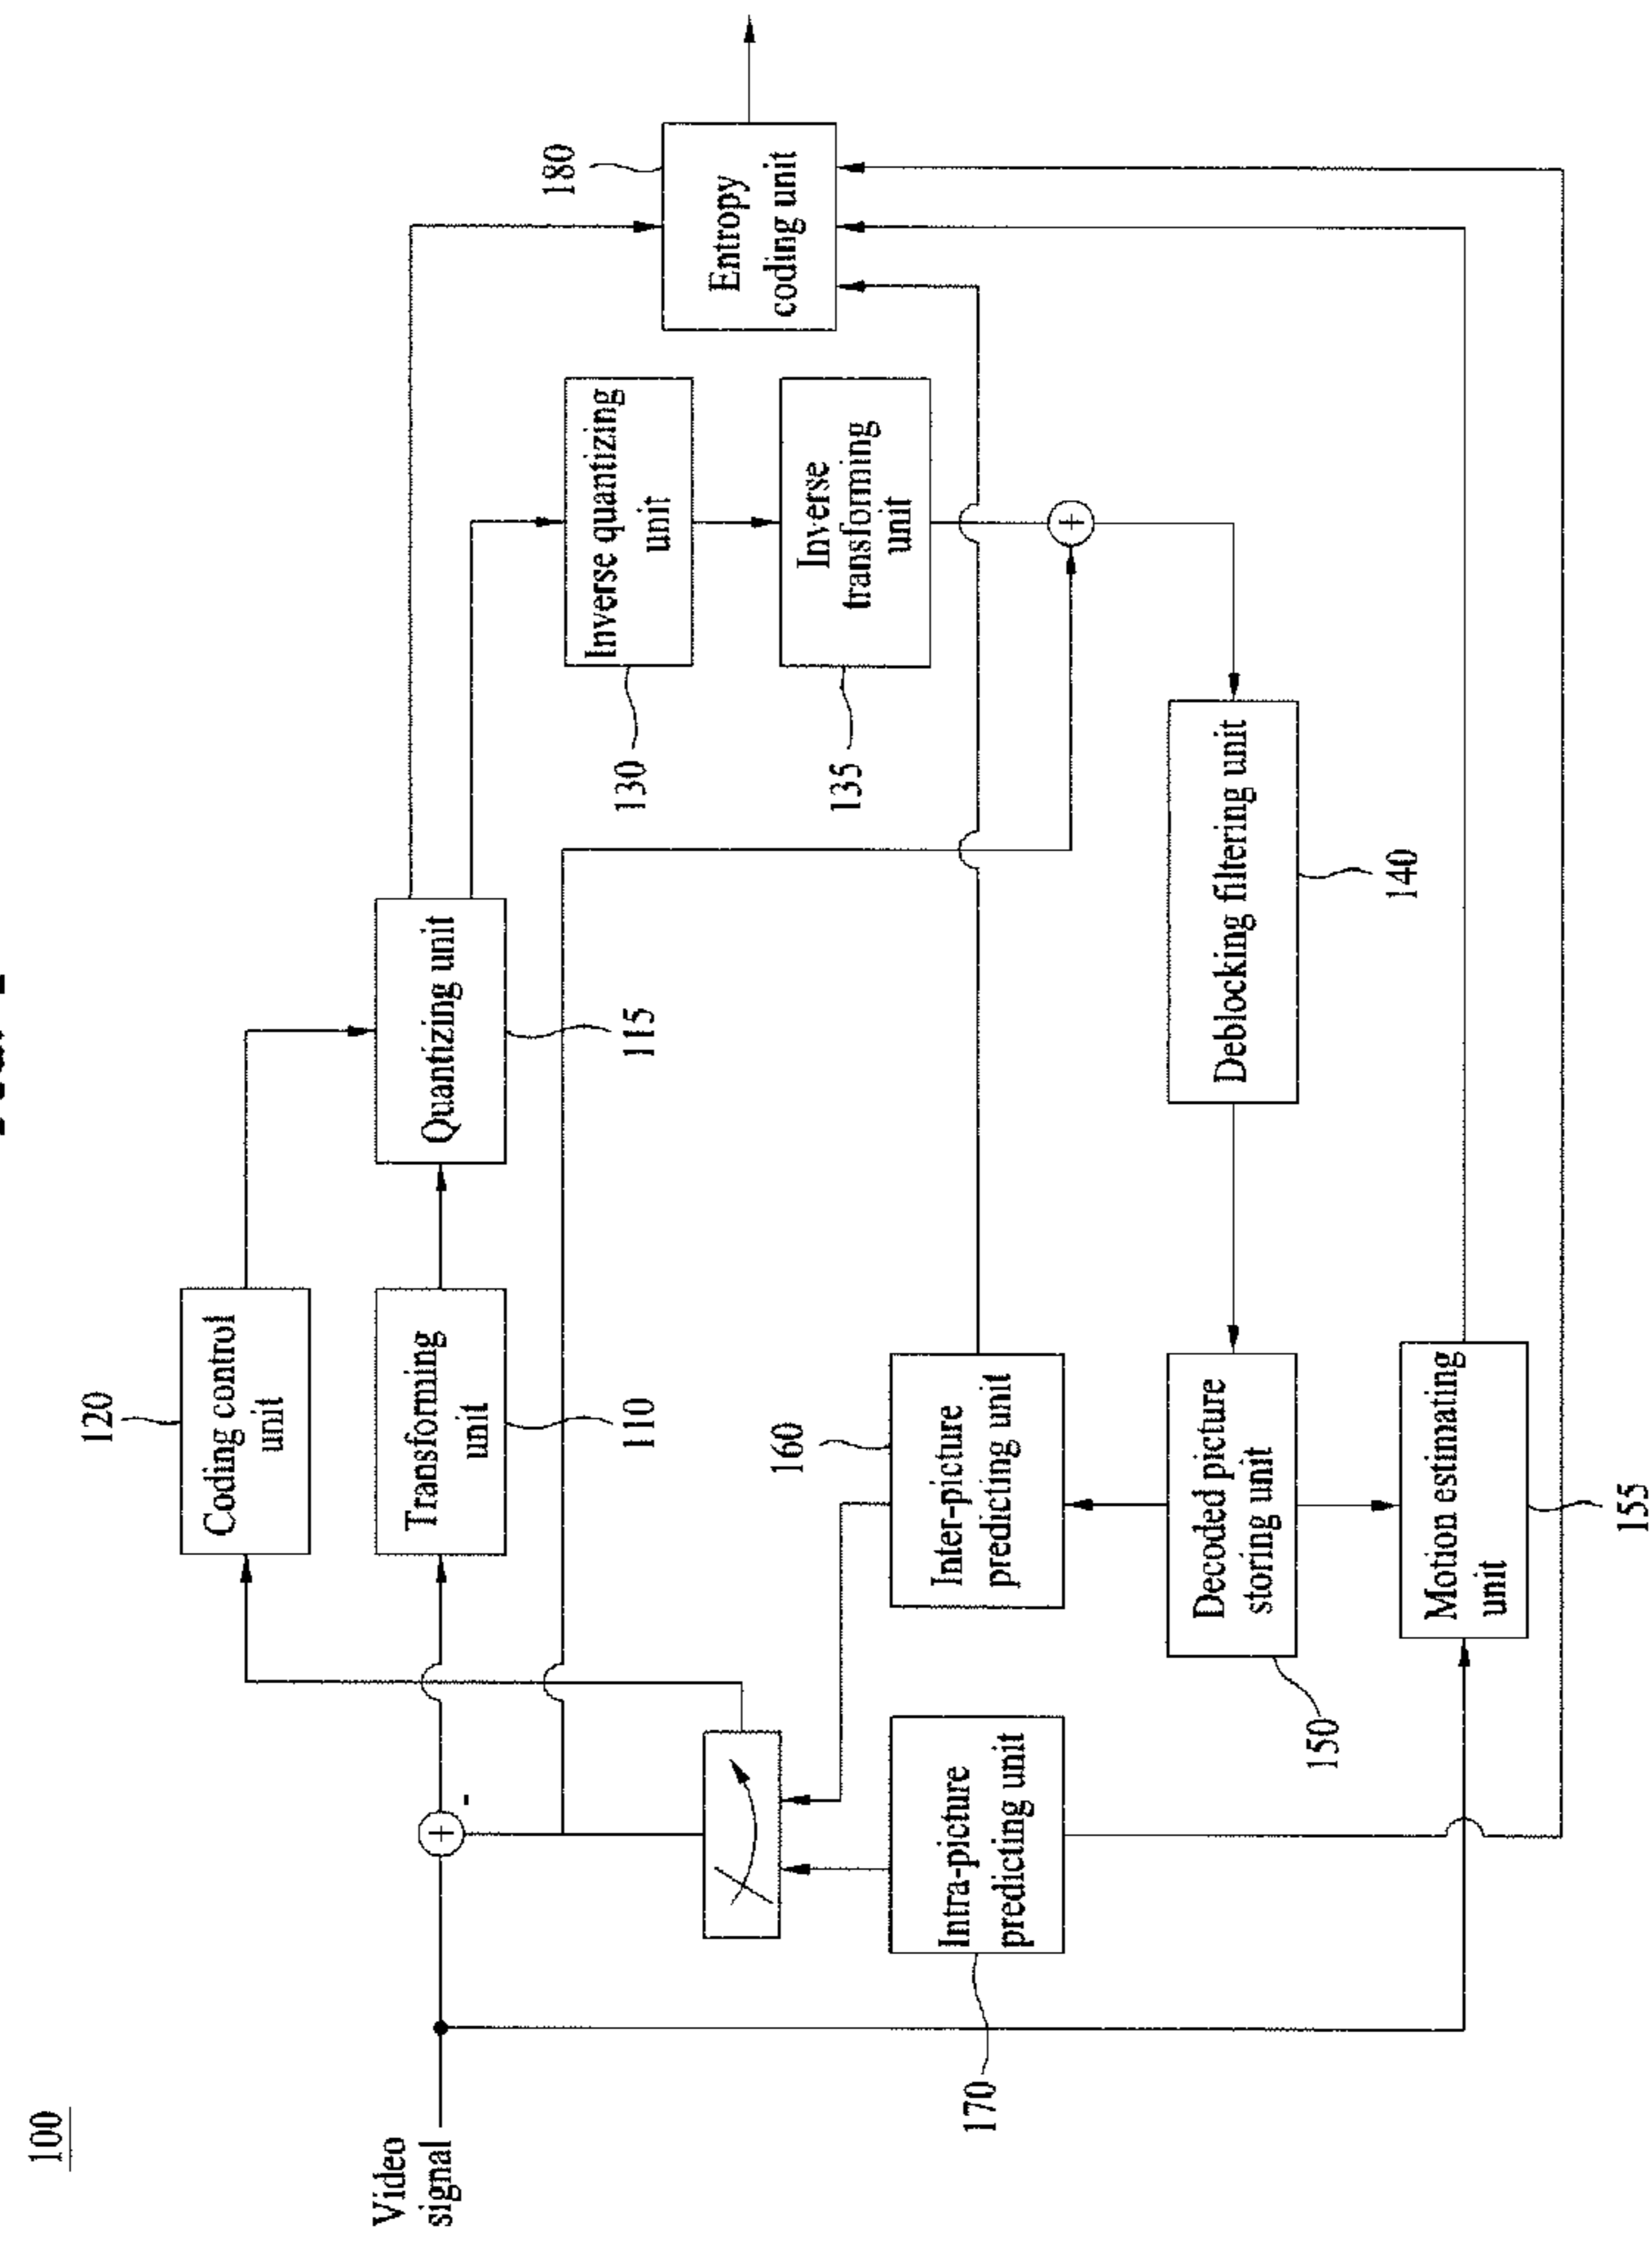 100
Video
signal
120
Coding control
unit
Transforming
unit
110
Quantizing unit
115
180
Entropy
coding unit
Inverse quantizing
unit
130
Inverse
transforming
unit
135
+
-
+
160
Inter-picture
predicting unit
Intra-picture
predicting unit
170
Deblocking filtering unit
140
Decoded picture
storing unit
150
Motion estimating
unit
155